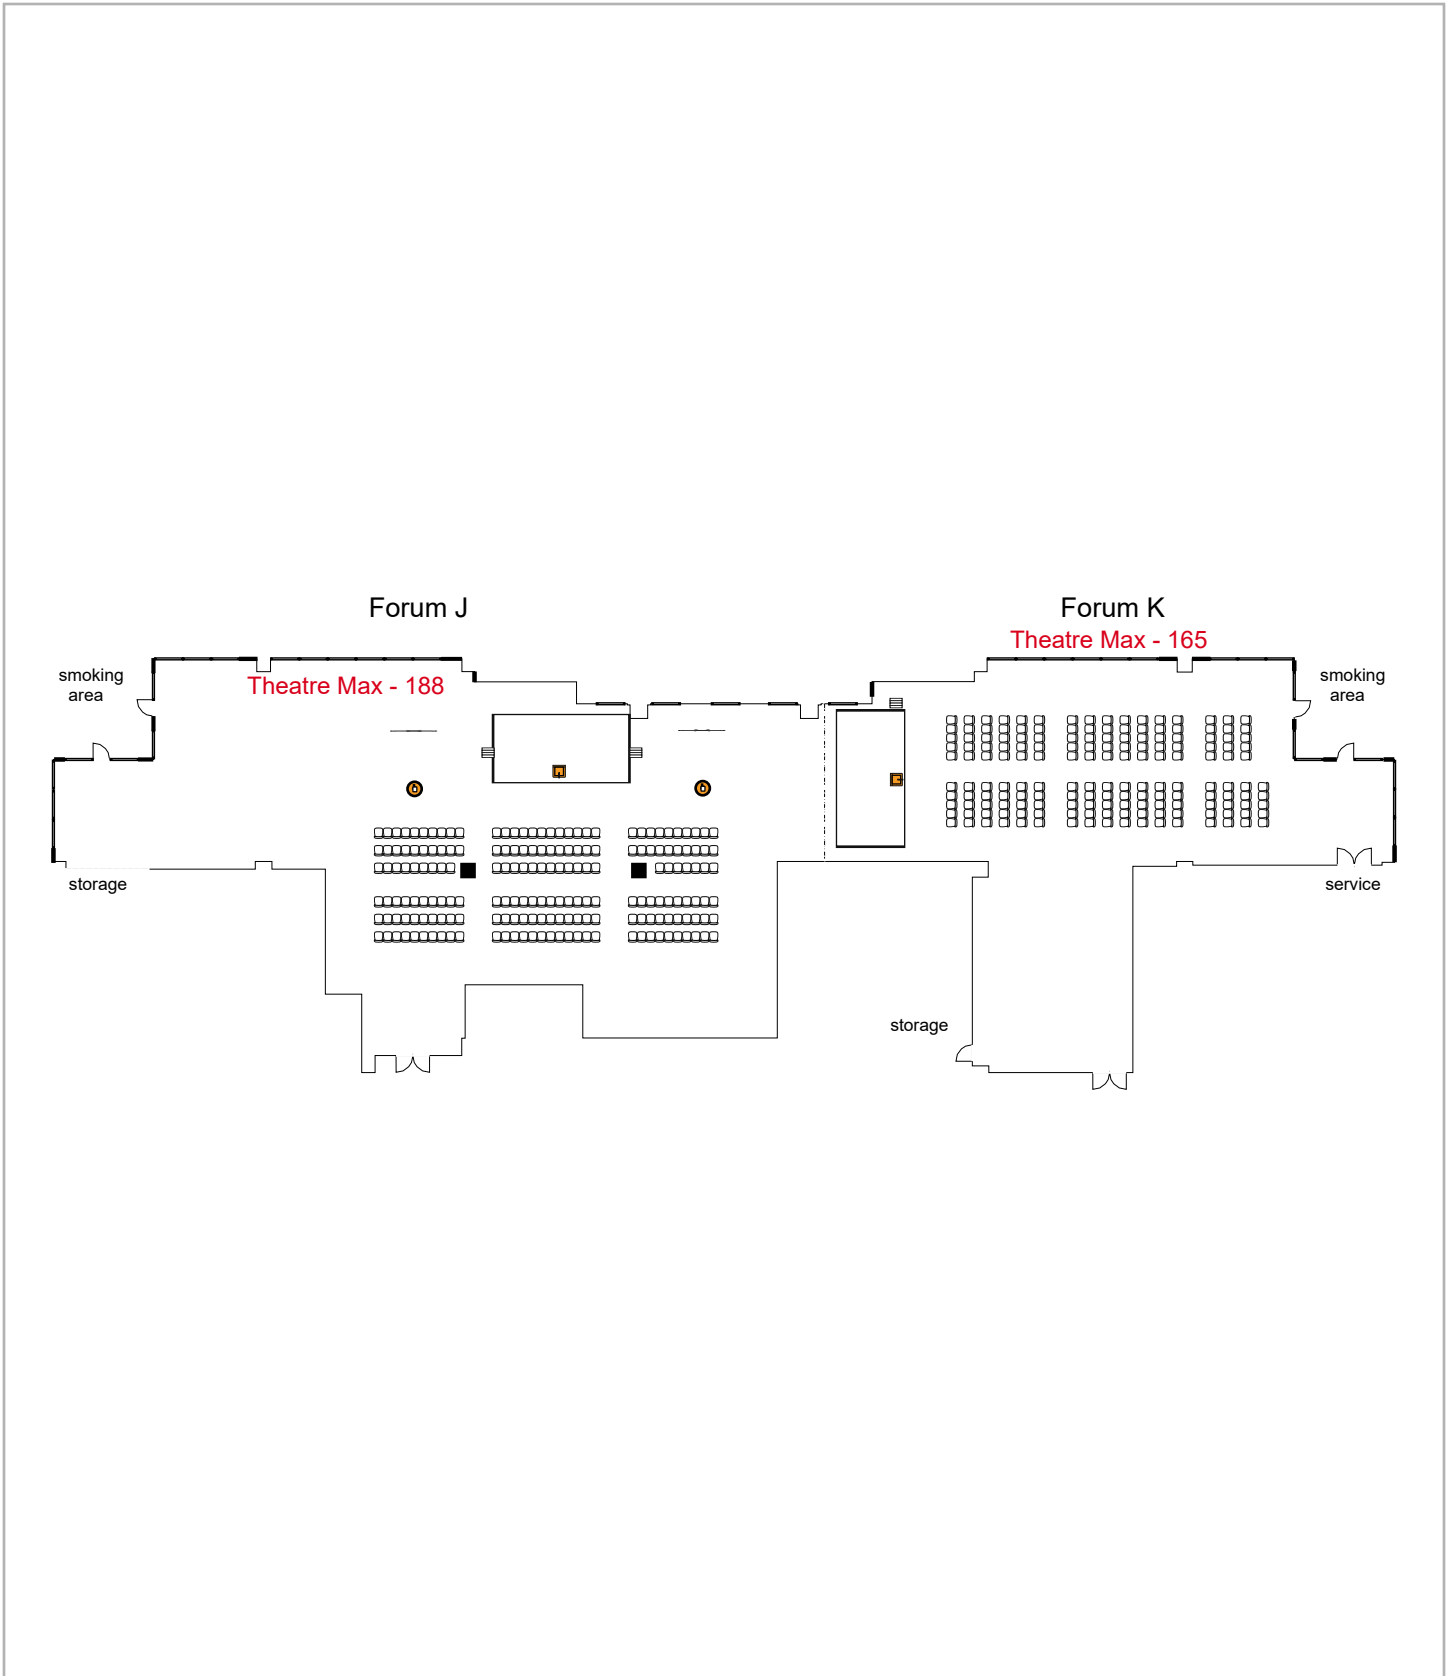 Forum J
Forum K
Theatre Max - 165
smoking
area
Theatre Max - 188
smoking
area
storage
service
storage